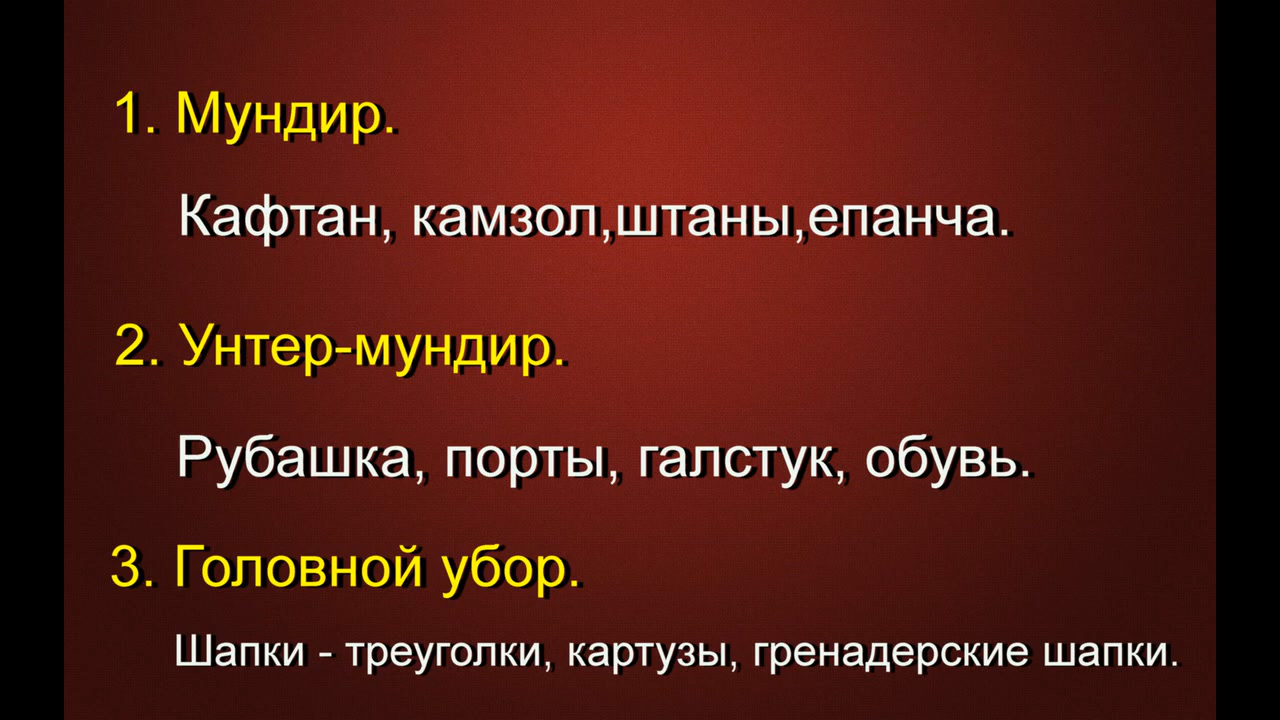 1. Мундир.
Кафтан, камзол,штаны,епанча.
2. Унтер-мундир.
Рубашка, порты, галстук, обувь.
3. Головной убор.
Шапки - треуголки, картузы, гренадерские шапки.